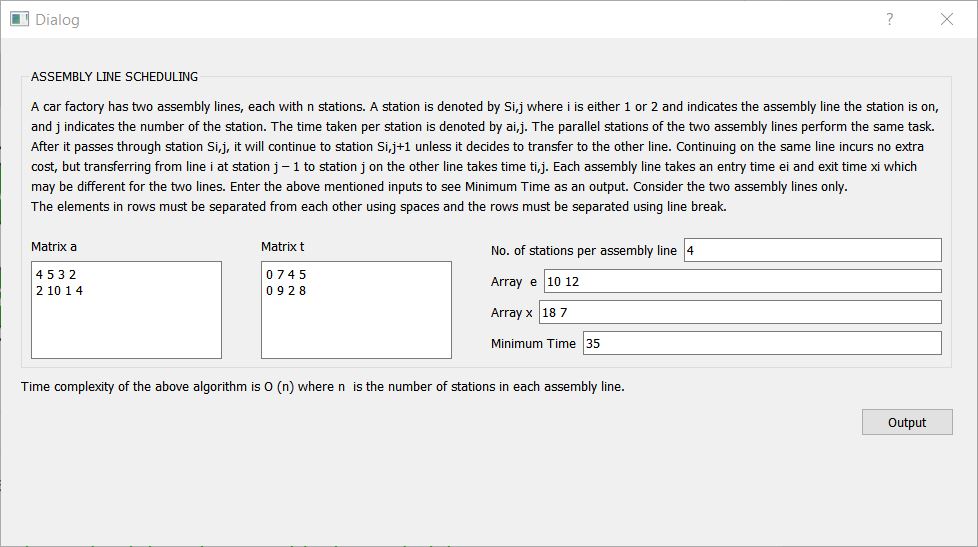 Dialog
?
ASSEMBLY LINE SCHEDULING
A car factory has two assembly lines, each with n stations. A station is denoted by Si,j where i is either 1 or 2 and indicates the assembly line the station is on,
and j indicates the number of the station. The time taken per station is denoted by ai,j. The parallel stations of the two assembly lines perform the same task.
After it passes through station Si,j, it will continue to station Si,j+1 unless it decides to transfer to the other line. Continuing on the same line incurs no extra
cost, but transferring from line i at station j – 1 to station j on the other line takes time ti,j. Each assembly line takes an entry time ei and exit time xi which
may be different for the two lines. Enter the above mentioned inputs to see Minimum Time as an output. Consider the two assembly lines only.
The elements in rows must be separated from each other using spaces and the rows must be separated using line break.
Matrix a
4 5 3 2
2 10 1 4
Matrix t
0 7 4 5
0 9 2 8
No. of stations per assembly line 4
Array e 10 12
Array x 18 7
Minimum Time 35
Time complexity of the above algorithm is O (n) where n is the number of stations in each assembly line.
Output